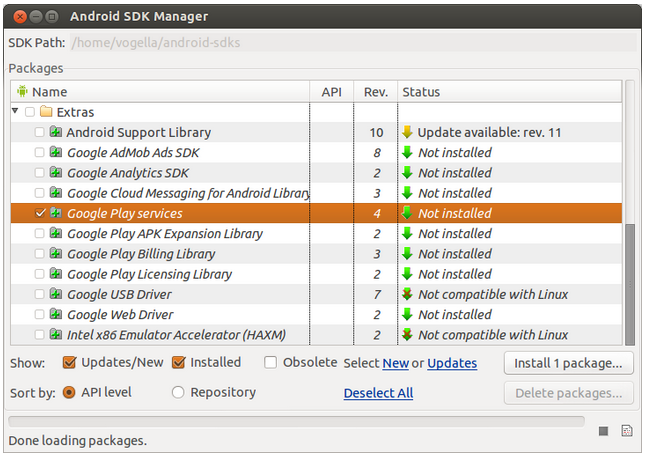 Android SDK Manager
SDK Path: /home/vogella/android-sdks
Packages
Name API Rev. Status
Extras
Android Support Library 10 Update available: rev. 11
Google AdMob Ads SDK 8 Not installed
Google Analytics SDK 2 Not installed
Google Cloud Messaging for Android Library 3 Not installed
Google Play services 4 Not installed
Google Play APK Expansion Library 2 Not installed
Google Play Billing Library 3 Not installed
Google Play Licensing Library 2 Not installed
Google USB Driver 7 Not compatible with Linux
Google Web Driver 2 Not installed
Intel x86 Emulator Accelerator (HAXM) 2 Not compatible with Linux
Show: Updates/New Installed Obsolete Select New or Updates Install 1 package...
Sort by: API level Repository Deselect All Delete packages...
Done loading packages.